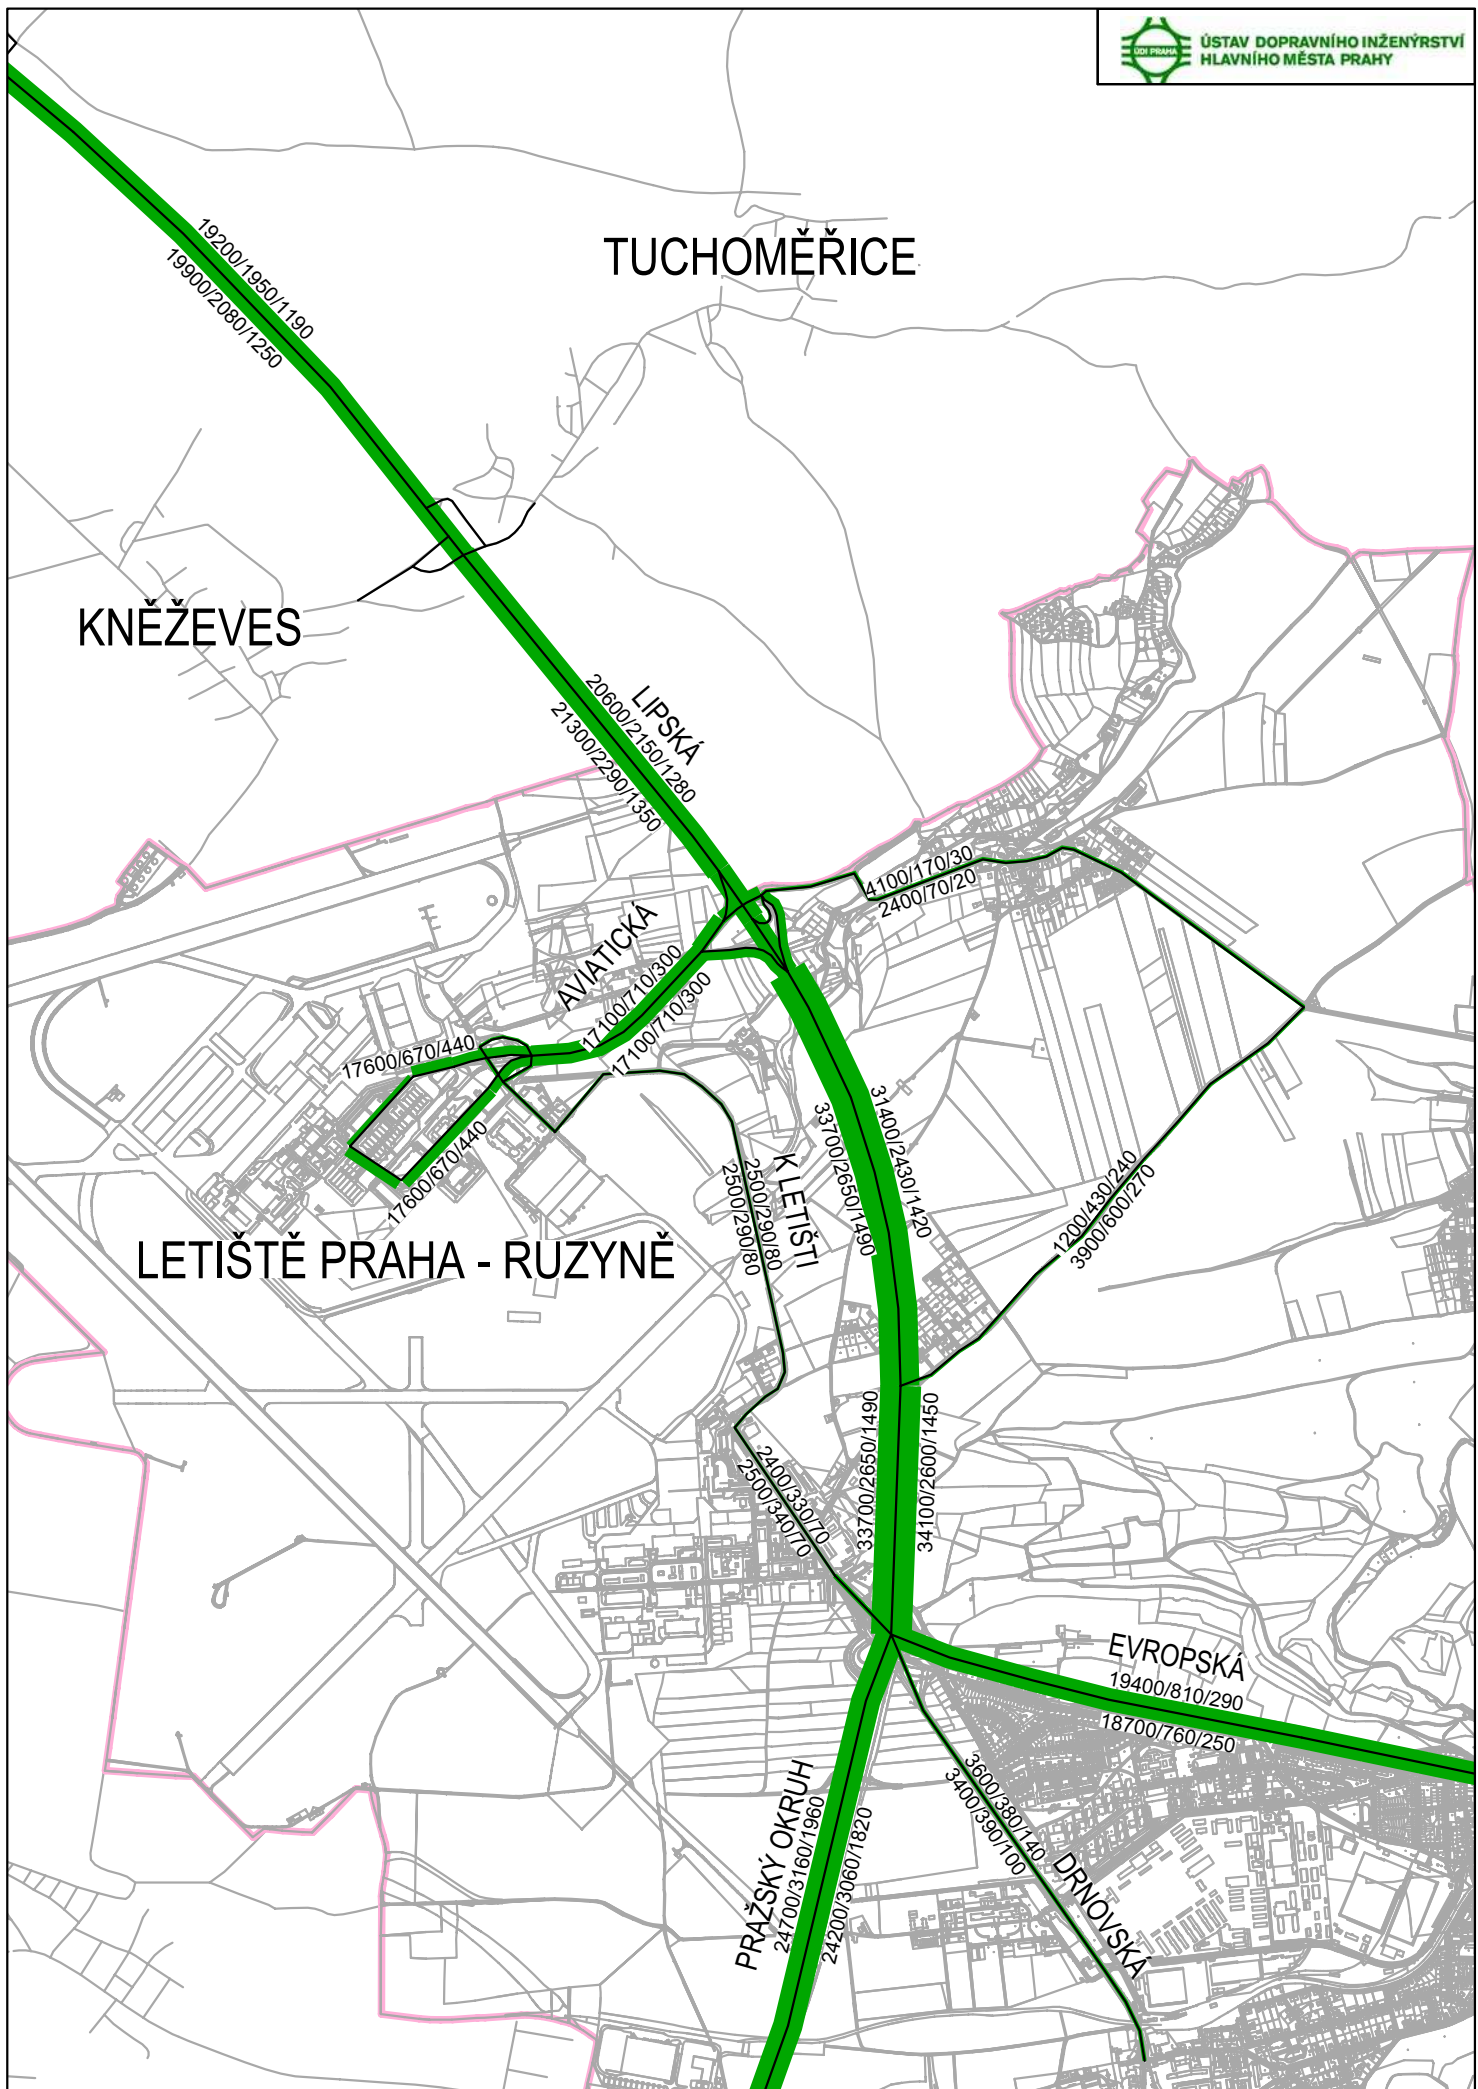 ÚDI PRAHA
ÚSTAV DOPRAVNÍHO INŽENÝRSTVÍ
HLAVNÍHO MĚSTA PRAHY
19200/1950/1190
19900/2080/1250
TUCHOMĚŘICE
KNĚŽEVES
LIPSKÁ
20600/2150/1280
21300/2290/1350
4100/170/30
2400/70/20
AVIATICKÁ
17100/710/300
17100/710/300
17600/670/440
17600/670/440
31400/2430/1420
33700/2650/1490
K LETIŠTI
2500/290/80
2500/290/80
1200/430/240
3900/600/270
LETIŠTĚ PRAHA - RUZYNĚ
33700/2650/1490
34100/2600/1450
2400/330/70
2500/340/70
EVROPSKÁ
19400/810/290
18700/760/250
PRAŽSKÝ OKRUH
24700/3160/1960
24200/3060/1820
3600/380/140
3400/390/100
DRNOVSKÁ